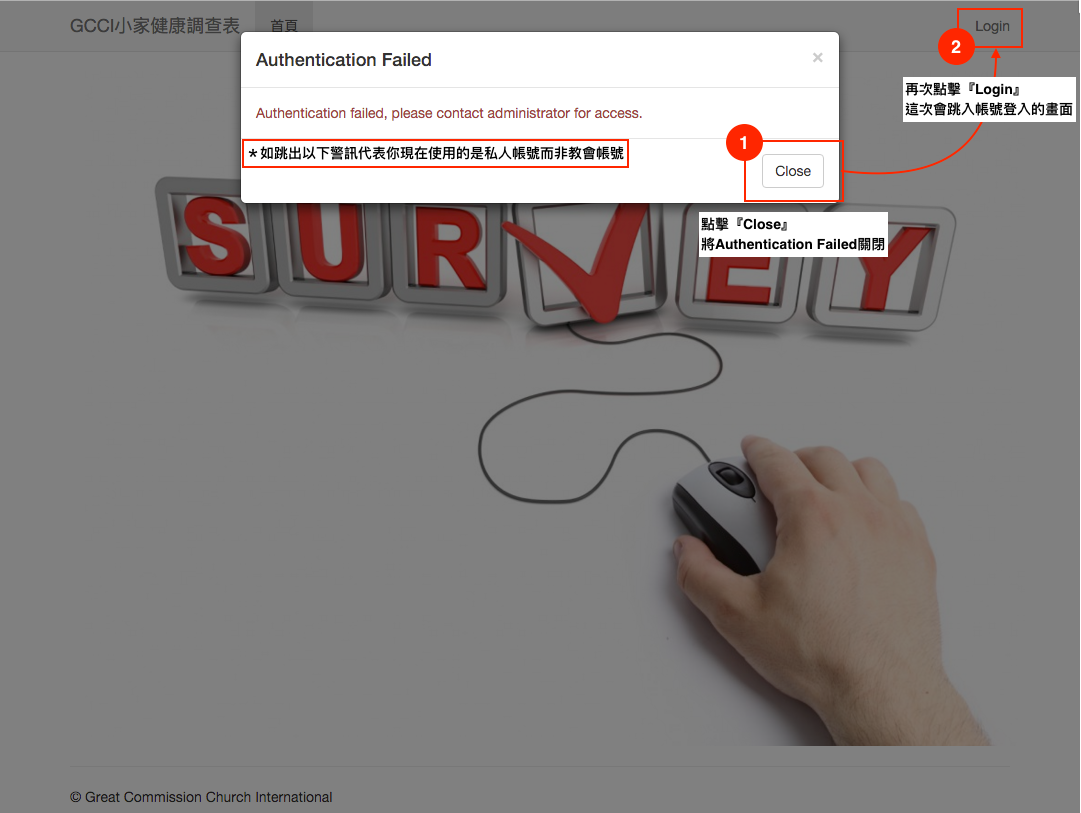 GCCI小家健康調查表 首頁 Login
2
Authentication Failed ×
再次點擊『Login』
這次會跳入帳號登入的畫面
Authentication failed, please contact administrator for access.
*如跳出以下警訊代表你現在使用的是私人帳號而非教會帳號
1
Close
點擊『Close』
將Authentication Failed關閉
SURVEY
© Great Commission Church International